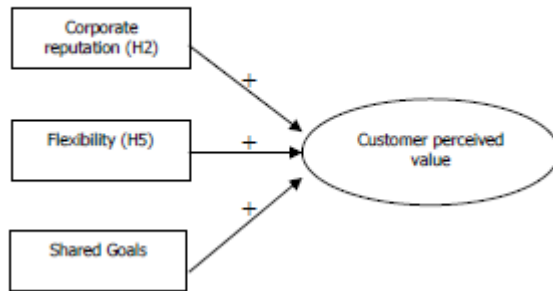 Corporate
reputation (H2)
+
Flexibility (H5)
+
Customer perceived
value
+
Shared Goals